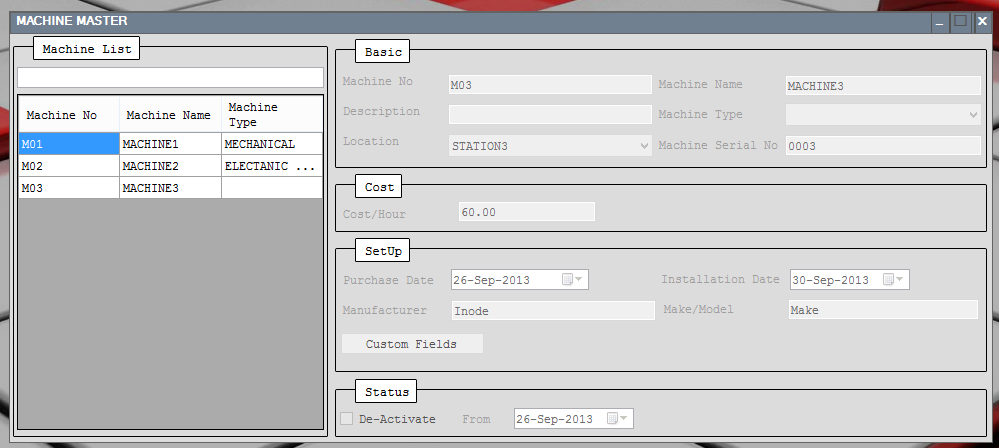 MACHINE MASTER
Machine List
Machine No Machine Name Machine Type
M01 MACHINE1 MECHANICAL
M02 MACHINE2 ELECTANIC ...
M03 MACHINE3
Basic
Machine No M03 Machine Name MACHINE3
Description Machine Type
Location STATION3 Machine Serial No 0003
Cost
Cost/Hour 60.00
SetUp
Purchase Date 26-Sep-2013 Installation Date 30-Sep-2013
Manufacturer Inode Make/Model Make
Custom Fields
Status
De-Activate From 26-Sep-2013